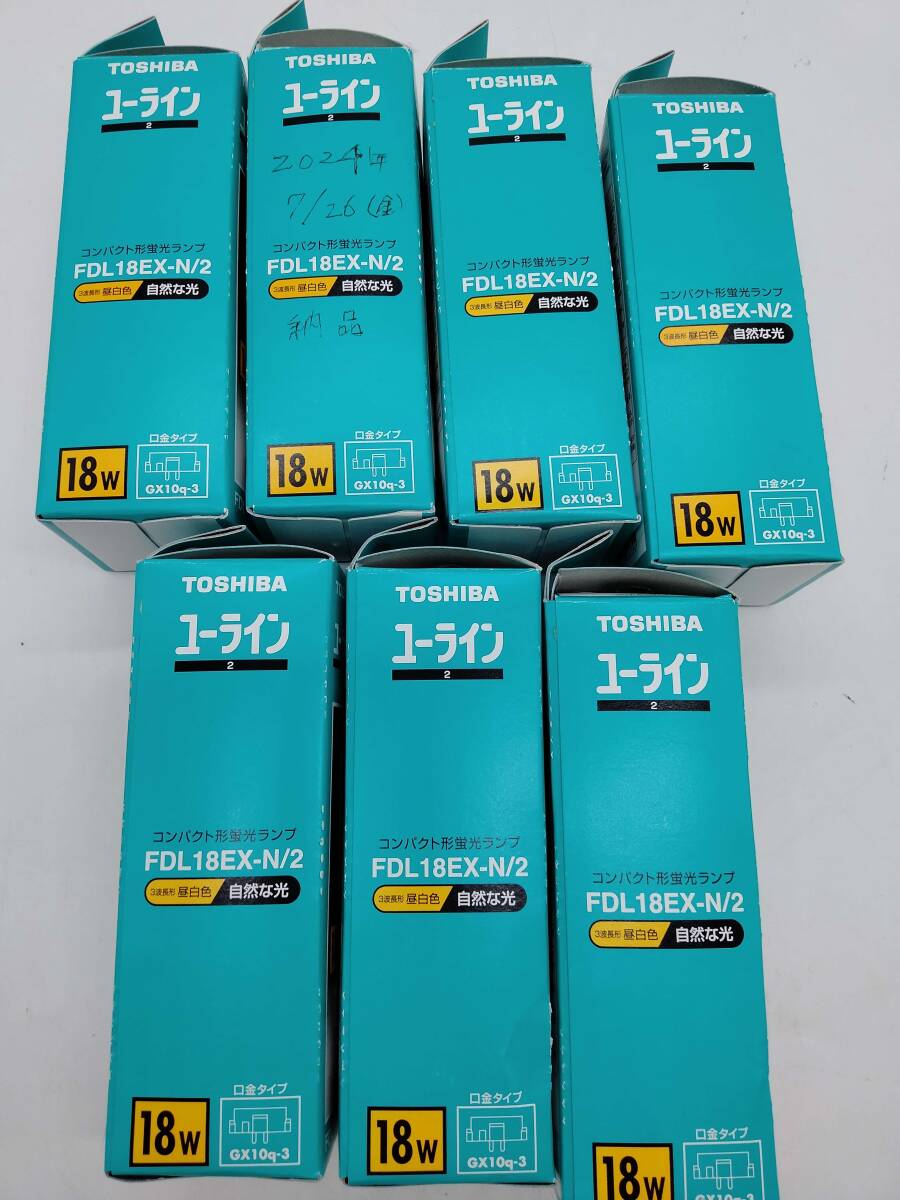 TOSHIBA
ユーライン
2
コンパクト形蛍光ランプ
FDL18EX-N/2
3波長形 昼白色 自然な光
18W
口金タイプ
GX10q-3
TOSHIBA
ユーライン
2
2024年
7/26(金)
コンパクト形蛍光ランプ
FDL18EX-N/2
3波長形 昼白色 自然な光
納品
18W
口金タイプ
GX10q-3
TOSHIBA
ユーライン
2
コンパクト形蛍光ランプ
FDL18EX-N/2
3波長形 昼白色 自然な光
18W
口金タイプ
GX10q-3
TOSHIBA
ユーライン
2
コンパクト形蛍光ランプ
FDL18EX-N/2
3波長形 昼白色 自然な光
18W
口金タイプ
GX10q-3
TOSHIBA
ユーライン
2
コンパクト形蛍光ランプ
FDL18EX-N/2
3波長形 昼白色 自然な光
18W
口金タイプ
GX10q-3
TOSHIBA
ユーライン
2
コンパクト形蛍光ランプ
FDL18EX-N/2
3波長形 昼白色 自然な光
18W
口金タイプ
GX10q-3
TOSHIBA
ユーライン
2
コンパクト形蛍光ランプ
FDL18EX-N/2
3波長形 昼白色 自然な光
18W
口金タイプ
GX10q-3